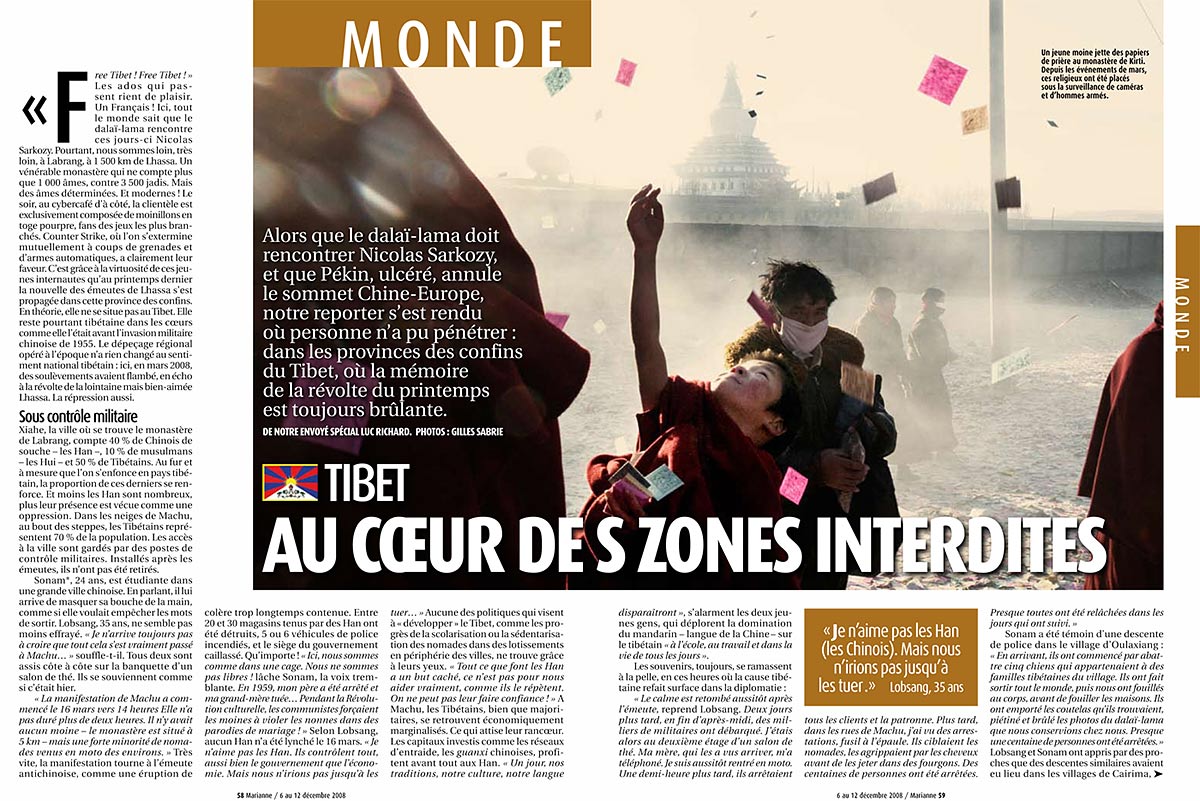 MONDE
Un jeune moine jette des papiers
de prière au monastère de Kirti.
Depuis les événements de mars,
ces religieux ont été placés
sous la surveillance de caméras
et d'hommes armés.
MONDE
Alors que le dalaï-lama doit
rencontrer Nicolas Sarkozy,
et que Pékin, ulcéré, annule
le sommet Chine-Europe,
notre reporter s'est rendu
où personne n'a pu pénétrer :
dans les provinces des confins
du Tibet, où la mémoire
de la révolte du printemps
est toujours brûlante.
DE NOTRE ENVOYÉ SPÉCIAL LUC RICHARD. PHOTOS : GILLES SABRIE
TIBET
AU CŒUR DE S ZONES INTERDITES
« Free Tibet ! Free Tibet ! »
Les ados qui pas-
sent rient de plaisir.
Un Français ! Ici, tout
le monde sait que le
dalaï-lama rencontre
ces jours-ci Nicolas
Sarkozy. Pourtant, nous sommes loin, très
loin, à Labrang, à 1 500 km de Lhassa. Un
vénérable monastère qui ne compte plus
que 1 000 âmes, contre 3 500 jadis. Mais
des âmes déterminées. Et modernes ! Le
soir, au cybercafé d'à côté, la clientèle est
exclusivement composée de moinillons en
toge pourpre, fans des jeux les plus bran-
chés. Counter Strike, où l'on s'extermine
mutuellement à coups de grenades et
d'armes automatiques, a clairement leur
faveur. C'est grâce à la virtuosité de ces jeu-
nes internautes qu'au printemps dernier
la nouvelle des émeutes de Lhassa s'est
propagée dans cette province des confins.
En théorie, elle ne se situe pas au Tibet. Elle
reste pourtant tibétaine dans les cœurs
comme elle l'était avant l'invasion militaire
chinoise de 1955. Le dépeçage régional
opéré à l'époque n'a rien changé au senti-
ment national tibétain : ici, en mars 2008,
des soulèvements avaient flambé, en écho
à la révolte de la lointaine mais bien-aimée
Lhassa. La répression aussi.
Sous contrôle militaire
Xiahe, la ville où se trouve le monastère
de Labrang, compte 40 % de Chinois de
souche – les Han –, 10 % de musulmans
– les Hui – et 50 % de Tibétains. Au fur et
à mesure que l'on s'enfonce en pays tibé-
tain, la proportion de ces derniers se ren-
force. Et moins les Han sont nombreux,
plus leur présence est vécue comme une
oppression. Dans les neiges de Machu,
au bout des steppes, les Tibétains repré-
sentent 70 % de la population. Les accès
à la ville sont gardés par des postes de
contrôle militaires. Installés après les
émeutes, ils n'ont pas été retirés.
Sonam*, 24 ans, est étudiante dans
une grande ville chinoise. En parlant, il lui
arrive de masquer sa bouche de la main,
comme si elle voulait empêcher les mots
de sortir. Lobsang, 35 ans, ne semble pas
moins effrayé. « Je n'arrive toujours pas
à croire que tout cela s'est vraiment passé
à Machu… » souffle-t-il. Tous deux sont
assis côte à côte sur la banquette d'un
salon de thé. Ils se souviennent comme
si c'était hier.
« La manifestation de Machu a com-
mencé le 16 mars vers 14 heures Elle n'a
pas duré plus de deux heures. Il n'y avait
aucun moine – le monastère est situé à
5 km – mais une forte minorité de noma-
des venus en moto des environs. » Très
vite, la manifestation tourne à l'émeute
antichinoise, comme une éruption de
colère trop longtemps contenue. Entre
20 et 30 magasins tenus par des Han ont
été détruits, 5 ou 6 véhicules de police
incendiés, et le siège du gouvernement
caillassé. Qu'importe ! « Ici, nous sommes
comme dans une cage. Nous ne sommes
pas libres ! lâche Sonam, la voix trem-
blante. En 1959, mon père a été arrêté et
ma grand-mère tuée… Pendant la Révolu-
tion culturelle, les communistes forçaient
les moines à violer les nonnes dans des
parodies de mariage ! » Selon Lobsang,
aucun Han n'a été lynché le 16 mars. « Je
n'aime pas les Han. Ils contrôlent tout,
aussi bien le gouvernement que l'écono-
mie. Mais nous n'irions pas jusqu'à les
tuer… » Aucune des politiques qui visent
à « développer » le Tibet, comme les pro-
grès de la scolarisation ou la sédentarisa-
tion des nomades dans des lotissements
en périphérie des villes, ne trouve grâce
à leurs yeux. « Tout ce que font les Han
a un but caché, ce n'est pas pour nous
aider vraiment, comme ils le répètent.
On ne peut pas leur faire confiance ! » A
Machu, les Tibétains, bien que majori-
taires, se retrouvent économiquement
marginalisés. Ce qui attise leur rancœur.
Les capitaux investis comme les réseaux
d'entraide, les guanxi chinoises, profi-
tent avant tout aux Han. « Un jour, nos
traditions, notre culture, notre langue
disparaîtront », s'alarment les deux jeu-
nes gens, qui déplorent la domination
du mandarin – langue de la Chine – sur
le tibétain « à l'école, au travail et dans la
vie de tous les jours ».
Les souvenirs, toujours, se ramassent
à la pelle, en ces heures où la cause tibé-
taine refait surface dans la diplomatie :
« Le calme est retombé aussitôt après
l'émeute, reprend Lobsang. Deux jours
plus tard, en fin d'après-midi, des mil-
liers de militaires ont débarqué. J'étais
alors au deuxième étage d'un salon de
thé. Ma mère, qui les a vus arriver, m'a
téléphoné. Je suis aussitôt rentré en moto.
Une demi-heure plus tard, ils arrêtaient
« Je n'aime pas les Han
(les Chinois). Mais nous
n'irions pas jusqu'à
les tuer. » Lobsang, 35 ans
tous les clients et la patronne. Plus tard,
dans les rues de Machu, j'ai vu des arres-
tations, fusil à l'épaule. Ils ciblaient les
nomades, les agrippaient par les cheveux
avant de les jeter dans des fourgons. Des
centaines de personnes ont été arrêtées.
Presque toutes ont été relâchées dans les
jours qui ont suivi. »
Sonam a été témoin d'une descente
de police dans le village d'Oulaxiang :
« En arrivant, ils ont commencé par abat-
tre cinq chiens qui appartenaient à des
familles tibétaines du village. Ils ont fait
sortir tout le monde, puis nous ont fouillés
au corps, avant de fouiller les maisons. Ils
ont emporté les coutelas qu'ils trouvaient,
piétiné et brûlé les photos du dalaï-lama
que nous conservions chez nous. Presque
une centaine de personnes ont été arrêtées. »
Lobsang et Sonam ont appris par des pro-
ches que des descentes similaires avaient
eu lieu dans les villages de Cairima,
58 Marianne / 6 au 12 décembre 2008
6 au 12 décembre 2008 / Marianne 59